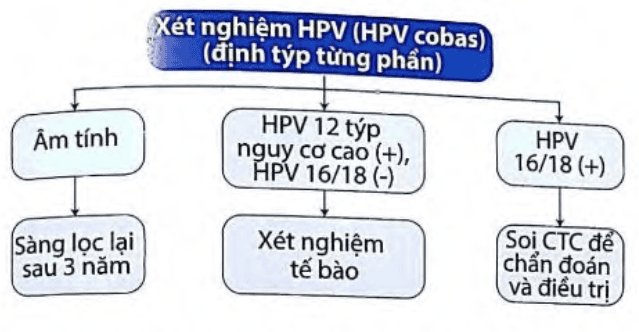 Xét nghiệm HPV (HPV cobas)
(định týp từng phần)
Âm tính
HPV 12 týp
nguy cơ cao (+),
HPV 16/18 (-)
HPV
16/18 (+)
Sàng lọc lại
sau 3 năm
Xét nghiệm
tế bào
Soi CTC để
chẩn đoán
và điều trị